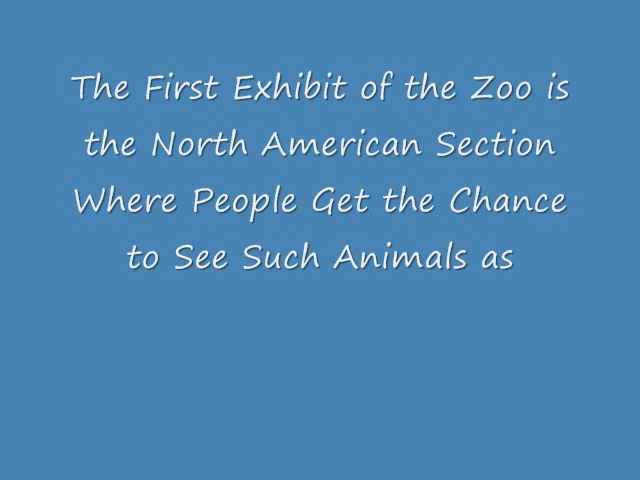 The First Exhibit of the Zoo is
the North American Section
Where People Get the Chance
to See Such Animals as